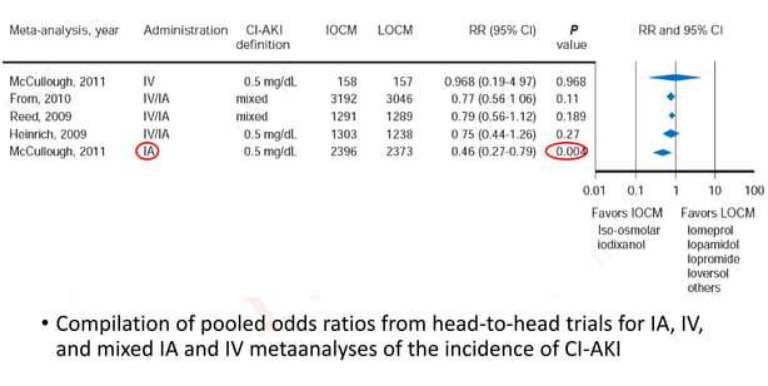 Meta-analysis, year Administration CI-AKI definition IOCM LOCM RR (95% CI) P value RR and 95% CI
McCullough, 2011 IV 0.5 mg/dL 158 157 0.968 (0.19-4 97) 0.968
From, 2010 IV/IA mixed 3192 3046 0.77 (0.56 1 06) 0.11
Reed, 2009 IV/IA mixed 1291 1289 0.79 (0.56-1.12) 0.189
Heinrich, 2009 IV/IA 0.5 mg/dL 1303 1238 0 75 (0.44-1.26) 0.27
McCullough, 2011 IA 0.5 mg/dL 2396 2373 0.46 (0.27-0.79) 0.004
0.01 0.1 1 10 100
Favors IOCM Favors LOCM
Iso-osmolar Iomeprol
iodixanol Iopamidol
Iopromide
Ioversol
others
• Compilation of pooled odds ratios from head-to-head trials for IA, IV,
and mixed IA and IV metaanalyses of the incidence of CI-AKI